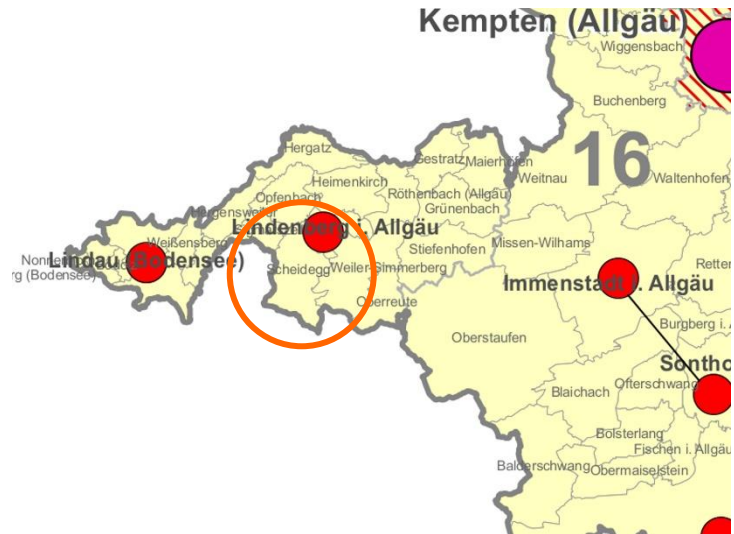 Kempten (Allgäu)
Wiggensbach
Buchenberg
16
Hergatz
Gestratz
Maierhöfen
Weitnau
Waltenhofen
Heimenkirch
Opfenbach
Röthenbach (Allgäu)
Grünenbach
Hergensweiler
Lindenberg i. Allgäu
Weißensberg
Stiefenhofen
Missen-Wilhams
Lindau (Bodensee)
Scheidegg
Weiler-Simmerberg
Immenstadt i. Allgäu
(Bodensee)
Oberreute
Oberstaufen
Burgberg i.
Blaichach
Ofterschwang
Bolsterlang
Fischen i. Allgäu
Balderschwang
Obermaiselstein